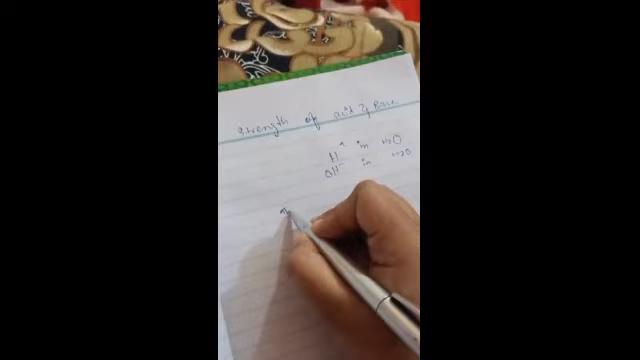 strength of acid & Base
H+ in H2O
OH- in H2O